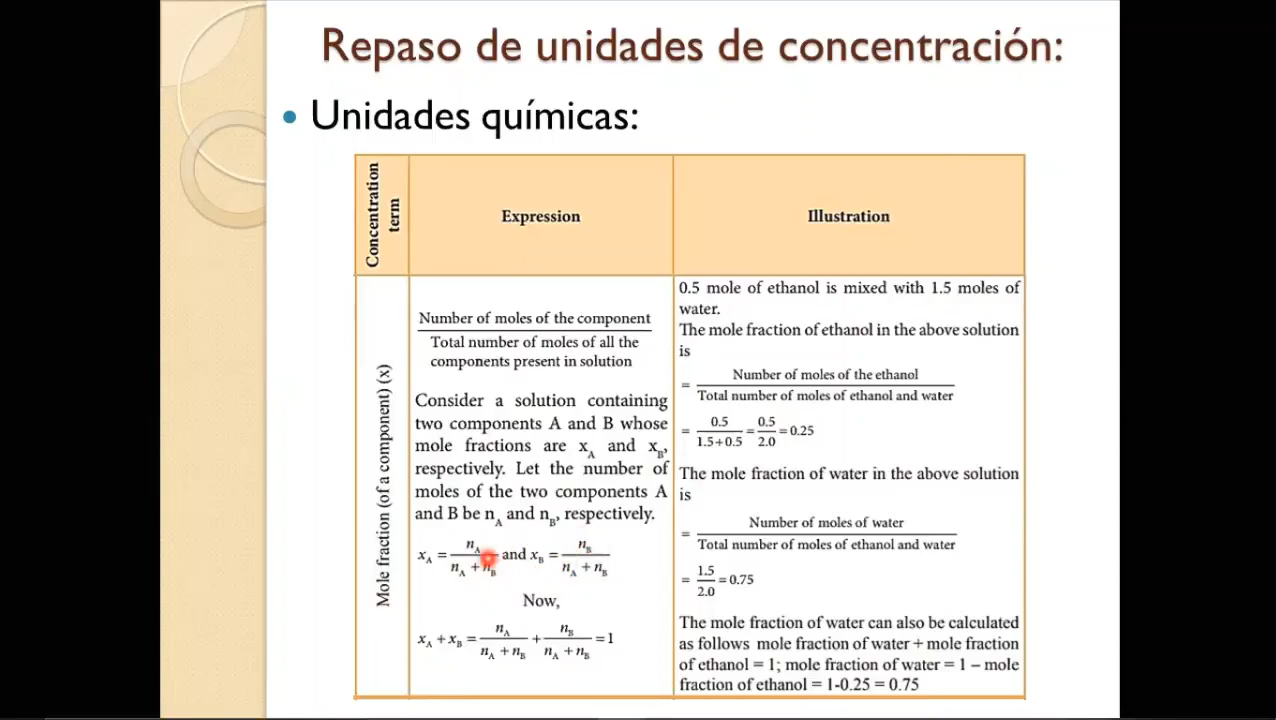 Repaso de unidades de concentración:
• Unidades químicas:
Concentration
term
Expression
Illustration
Mole fraction (of a component) (x)
Number of moles of the component
Total number of moles of all the
components present in solution
Consider a solution containing
two components A and B whose
mole fractions are x_A and x_B,
respectively. Let the number of
moles of the two components A
and B be n_A and n_B, respectively.
x_A = n_A / (n_A + n_B) and x_B = n_B / (n_A + n_B)
Now,
x_A + x_B = n_A / (n_A + n_B) + n_B / (n_A + n_B) = 1
0.5 mole of ethanol is mixed with 1.5 moles of
water.
The mole fraction of ethanol in the above solution
is
= Number of moles of the ethanol
Total number of moles of ethanol and water
= 0.5 / (1.5+0.5) = 0.5 / 2.0 = 0.25
The mole fraction of water in the above solution
is
= Number of moles of water
Total number of moles of ethanol and water
= 1.5 / 2.0 = 0.75
The mole fraction of water can also be calculated
as follows mole fraction of water + mole fraction
of ethanol = 1; mole fraction of water = 1 – mole
fraction of ethanol = 1-0.25 = 0.75